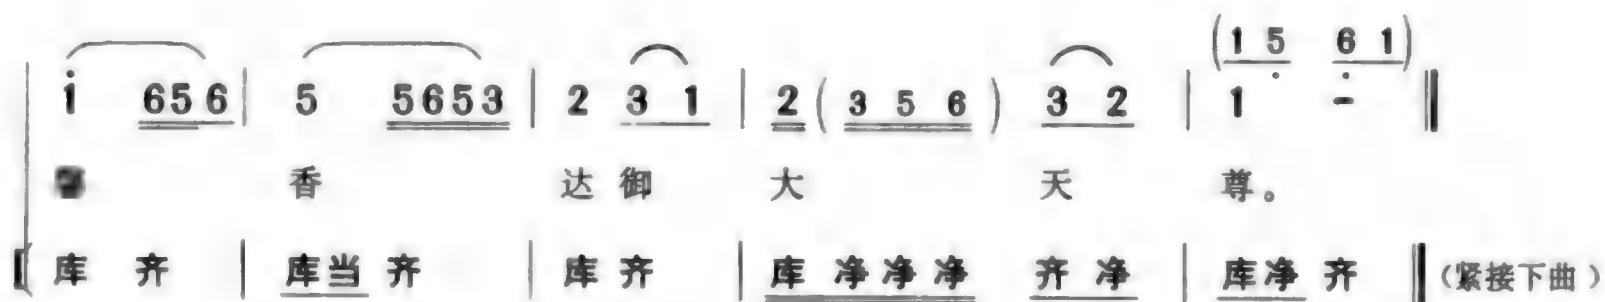 (1 5 6 1)
i 656 | 5 5653 | 2 3 1 | 2 (3 5 6) 3 2 | 1 -
香 达 御 大 天 尊。
库 齐 | 库当 齐 | 库 齐 | 库 净 净 净 齐 净 | 库净 齐 (紧接下曲)